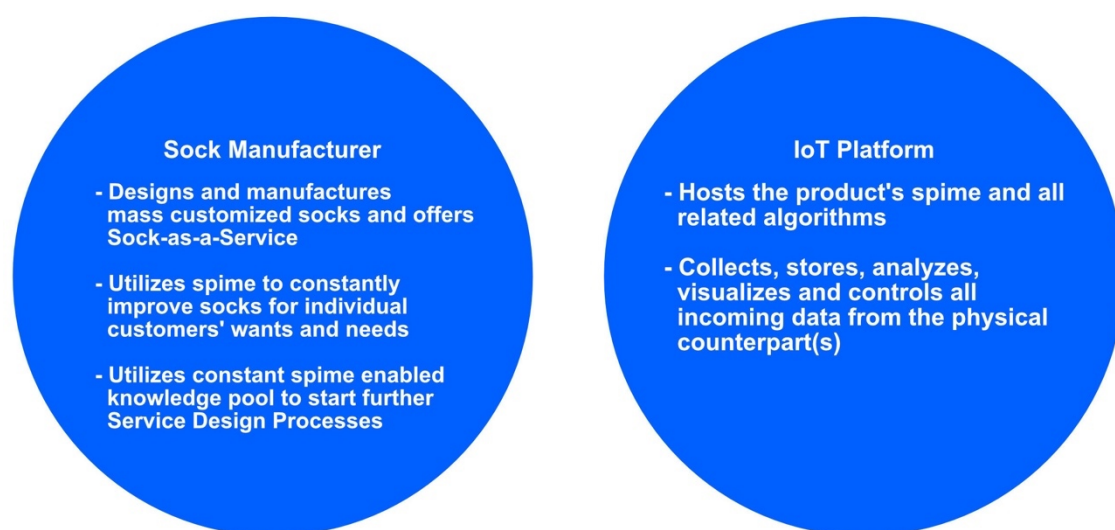 Sock Manufacturer
- Designs and manufactures
mass customized socks and offers
Sock-as-a-Service
- Utilizes spime to constantly
improve socks for individual
customers' wants and needs
- Utilizes constant spime enabled
knowledge pool to start further
Service Design Processes
IoT Platform
- Hosts the product's spime and all
related algorithms
- Collects, stores, analyzes,
visualizes and controls all
incoming data from the physical
counterpart(s)